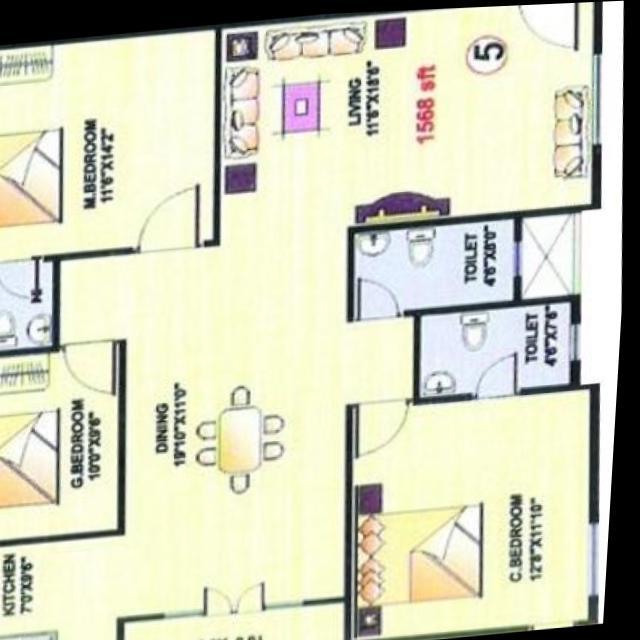 M.BEDROOM
11'6"X14'2"
LIVING
11'6"X18'6"
1568 sft
5
TOILET
4'6"X8'0"
TOILET
4'6"X7'6"
G.BEDROOM
10'0"X9'6"
DINING
19'10"X11'0"
KITCHEN
7'0"X9'6"
C.BEDROOM
12'8"X11'10"